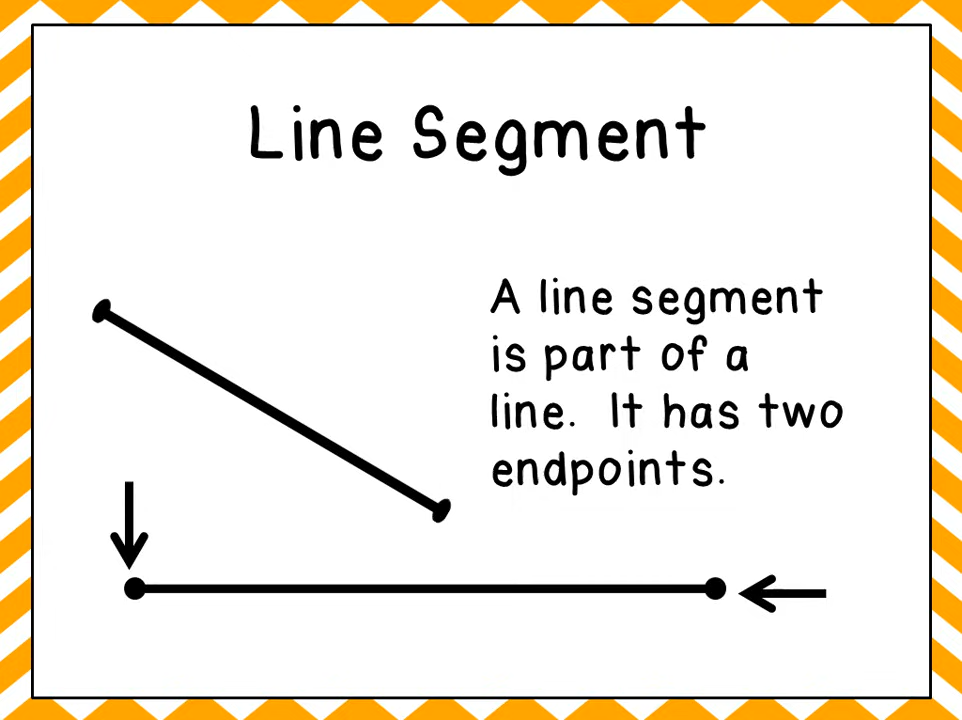 Line Segment
A line segment
is part of a
line.  It has two
endpoints.